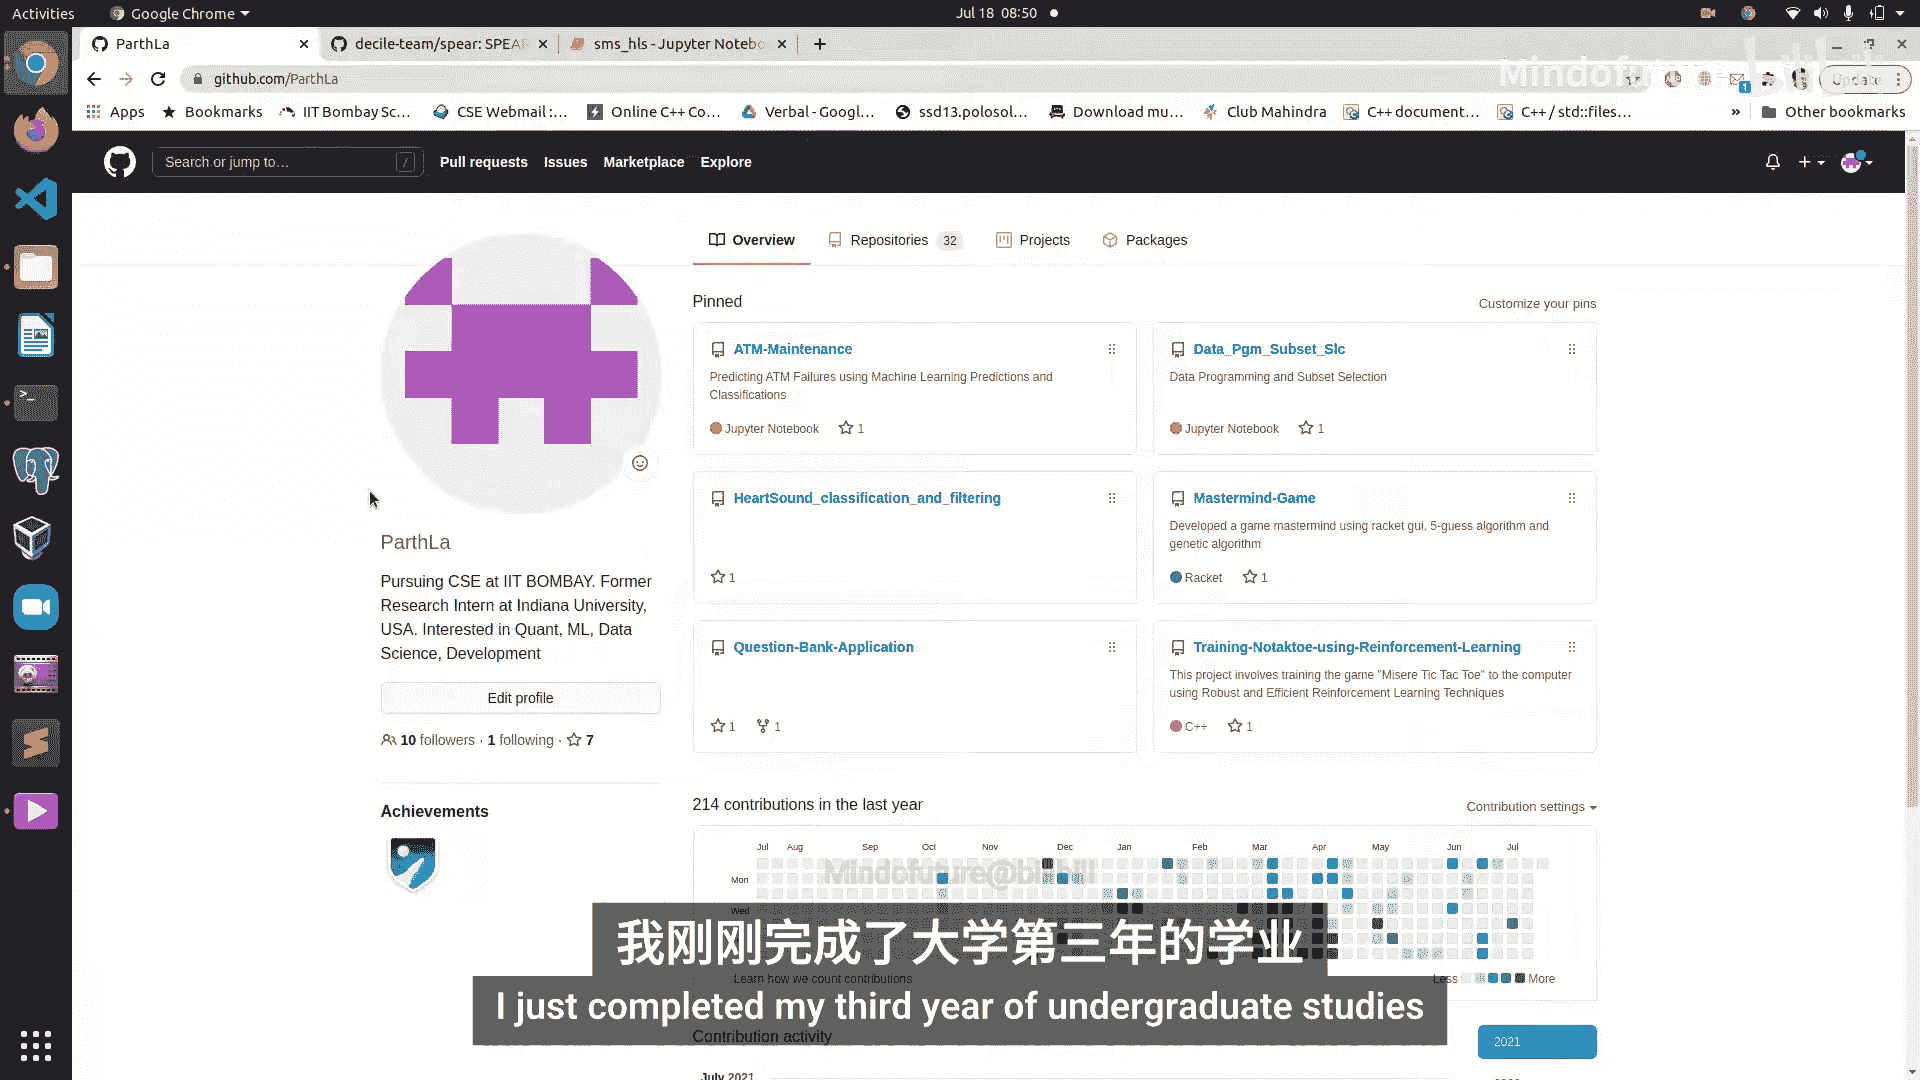 Activities
Google Chrome
Jul 18 08:50
ParthLa
decile-team/spear: SPEA
sms_hls - Jupyter Notebo
github.com/ParthLa
Update
Apps
Bookmarks
IIT Bombay Sc...
CSE Webmail :...
Online C++ Co...
Verbal - Googl...
ssd13.polosol...
Download mu...
Club Mahindra
C++ document...
C++ / std::files...
»
Other bookmarks
Search or jump to...
/
Pull requests
Issues
Marketplace
Explore
Overview
Repositories 32
Projects
Packages
Pinned
Customize your pins
ATM-Maintenance
Predicting ATM Failures using Machine Learning Predictions and
Classifications
Jupyter Notebook 1
Data_Pgm_Subset_Slc
Data Programming and Subset Selection
Jupyter Notebook 1
HeartSound_classification_and_filtering
1
Mastermind-Game
Developed a game mastermind using racket gui, 5-guess algorithm and
genetic algorithm
Racket 1
Question-Bank-Application
1 1
Training-Notaktoe-using-Reinforcement-Learning
This project involves training the game "Misere Tic Tac Toe" to the computer
using Robust and Efficient Reinforcement Learning Techniques
C++ 1
ParthLa
Pursuing CSE at IIT BOMBAY. Former
Research Intern at Indiana University,
USA. Interested in Quant, ML, Data
Science, Development
Edit profile
10 followers · 1 following · 7
Achievements
214 contributions in the last year
Contribution settings
Jul Aug Sep Oct Nov Dec Jan Feb Mar Apr May Jun Jul
Mon
Wed
Mindofuture@bilibili
我刚刚完成了大学第三年的学业
Learn how we count contributions
Less More
I just completed my third year of undergraduate studies
Contribution activity
2021
July 2021